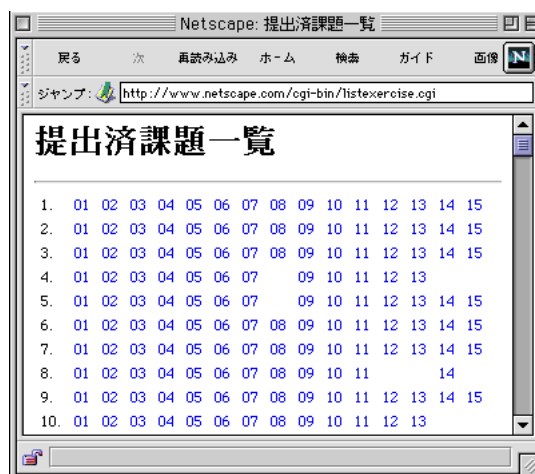 Netscape: 提出済課題一覧
戻る 次 再読み込み ホーム 検索 ガイド 画像 N
ジャンプ: http://www.netscape.com/cgi-bin/listexercise.cgi
提出済課題一覧
1. 01 02 03 04 05 06 07 08 09 10 11 12 13 14 15
2. 01 02 03 04 05 06 07 08 09 10 11 12 13 14 15
3. 01 02 03 04 05 06 07 08 09 10 11 12 13 14 15
4. 01 02 03 04 05 06 07 09 10 11 12 13
5. 01 02 03 04 05 06 07 09 10 11 12 13 14 15
6. 01 02 03 04 05 06 07 08 09 10 11 12 13 14 15
7. 01 02 03 04 05 06 07 08 09 10 11 12 13 14 15
8. 01 02 03 04 05 06 07 08 09 10 11 14
9. 01 02 03 04 05 06 07 08 09 10 11 12 13 14 15
10. 01 02 03 04 05 06 07 08 09 10 11 12 13